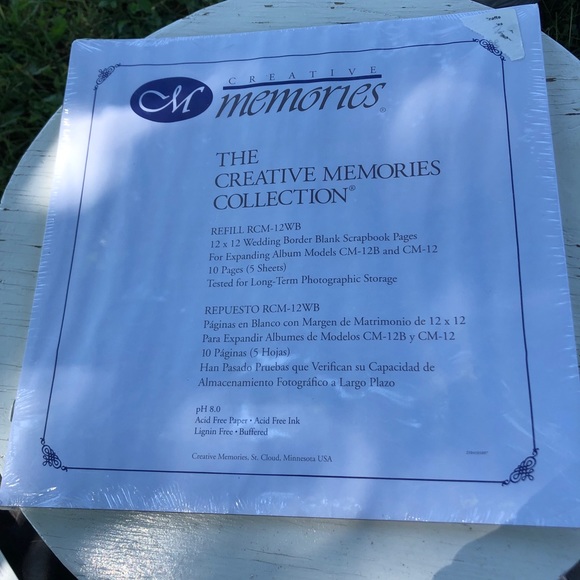 CREATIVE
CM memories®
THE
CREATIVE MEMORIES
COLLECTION®
REFILL RCM-12WB
12 x 12 Wedding Border Blank Scrapbook Pages
For Expanding Album Models CM-12B and CM-12
10 Pages (5 Sheets)
Tested for Long-Term Photographic Storage
REPUESTO RCM-12WB
Páginas en Blanco con Margen de Matrimonio de 12 x 12
Para Expandir Albumes de Modelos CM-12B y CM-12
10 Páginas (5 Hojas)
Han Pasado Pruebas que Verifican su Capacidad de
Almacenamiento Fotográfico a Largo Plazo
pH 8.0
Acid Free Paper • Acid Free Ink
Lignin Free • Buffered
Creative Memories, St. Cloud, Minnesota USA